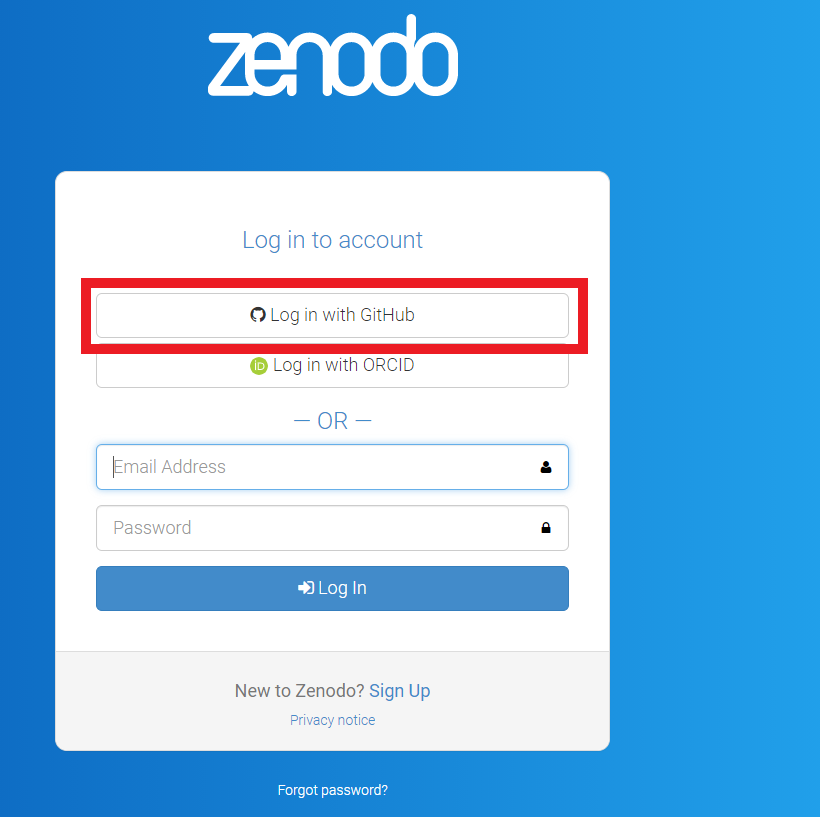 zenodo
Log in to account
Log in with GitHub
iD Log in with ORCID
— OR —
Email Address
Password
Log In
New to Zenodo? Sign Up
Privacy notice
Forgot password?